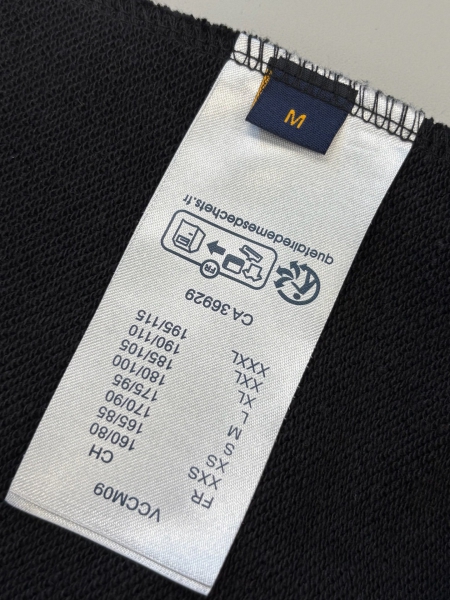 VCCM09
FR CH
XXS 160/80
XS 165/85
S 170/90
M 175/95
L 180/100
XL 185/105
XXL 190/110
XXXL 195/115
CA 36929
FR
quefairedemesdechets.fr
M